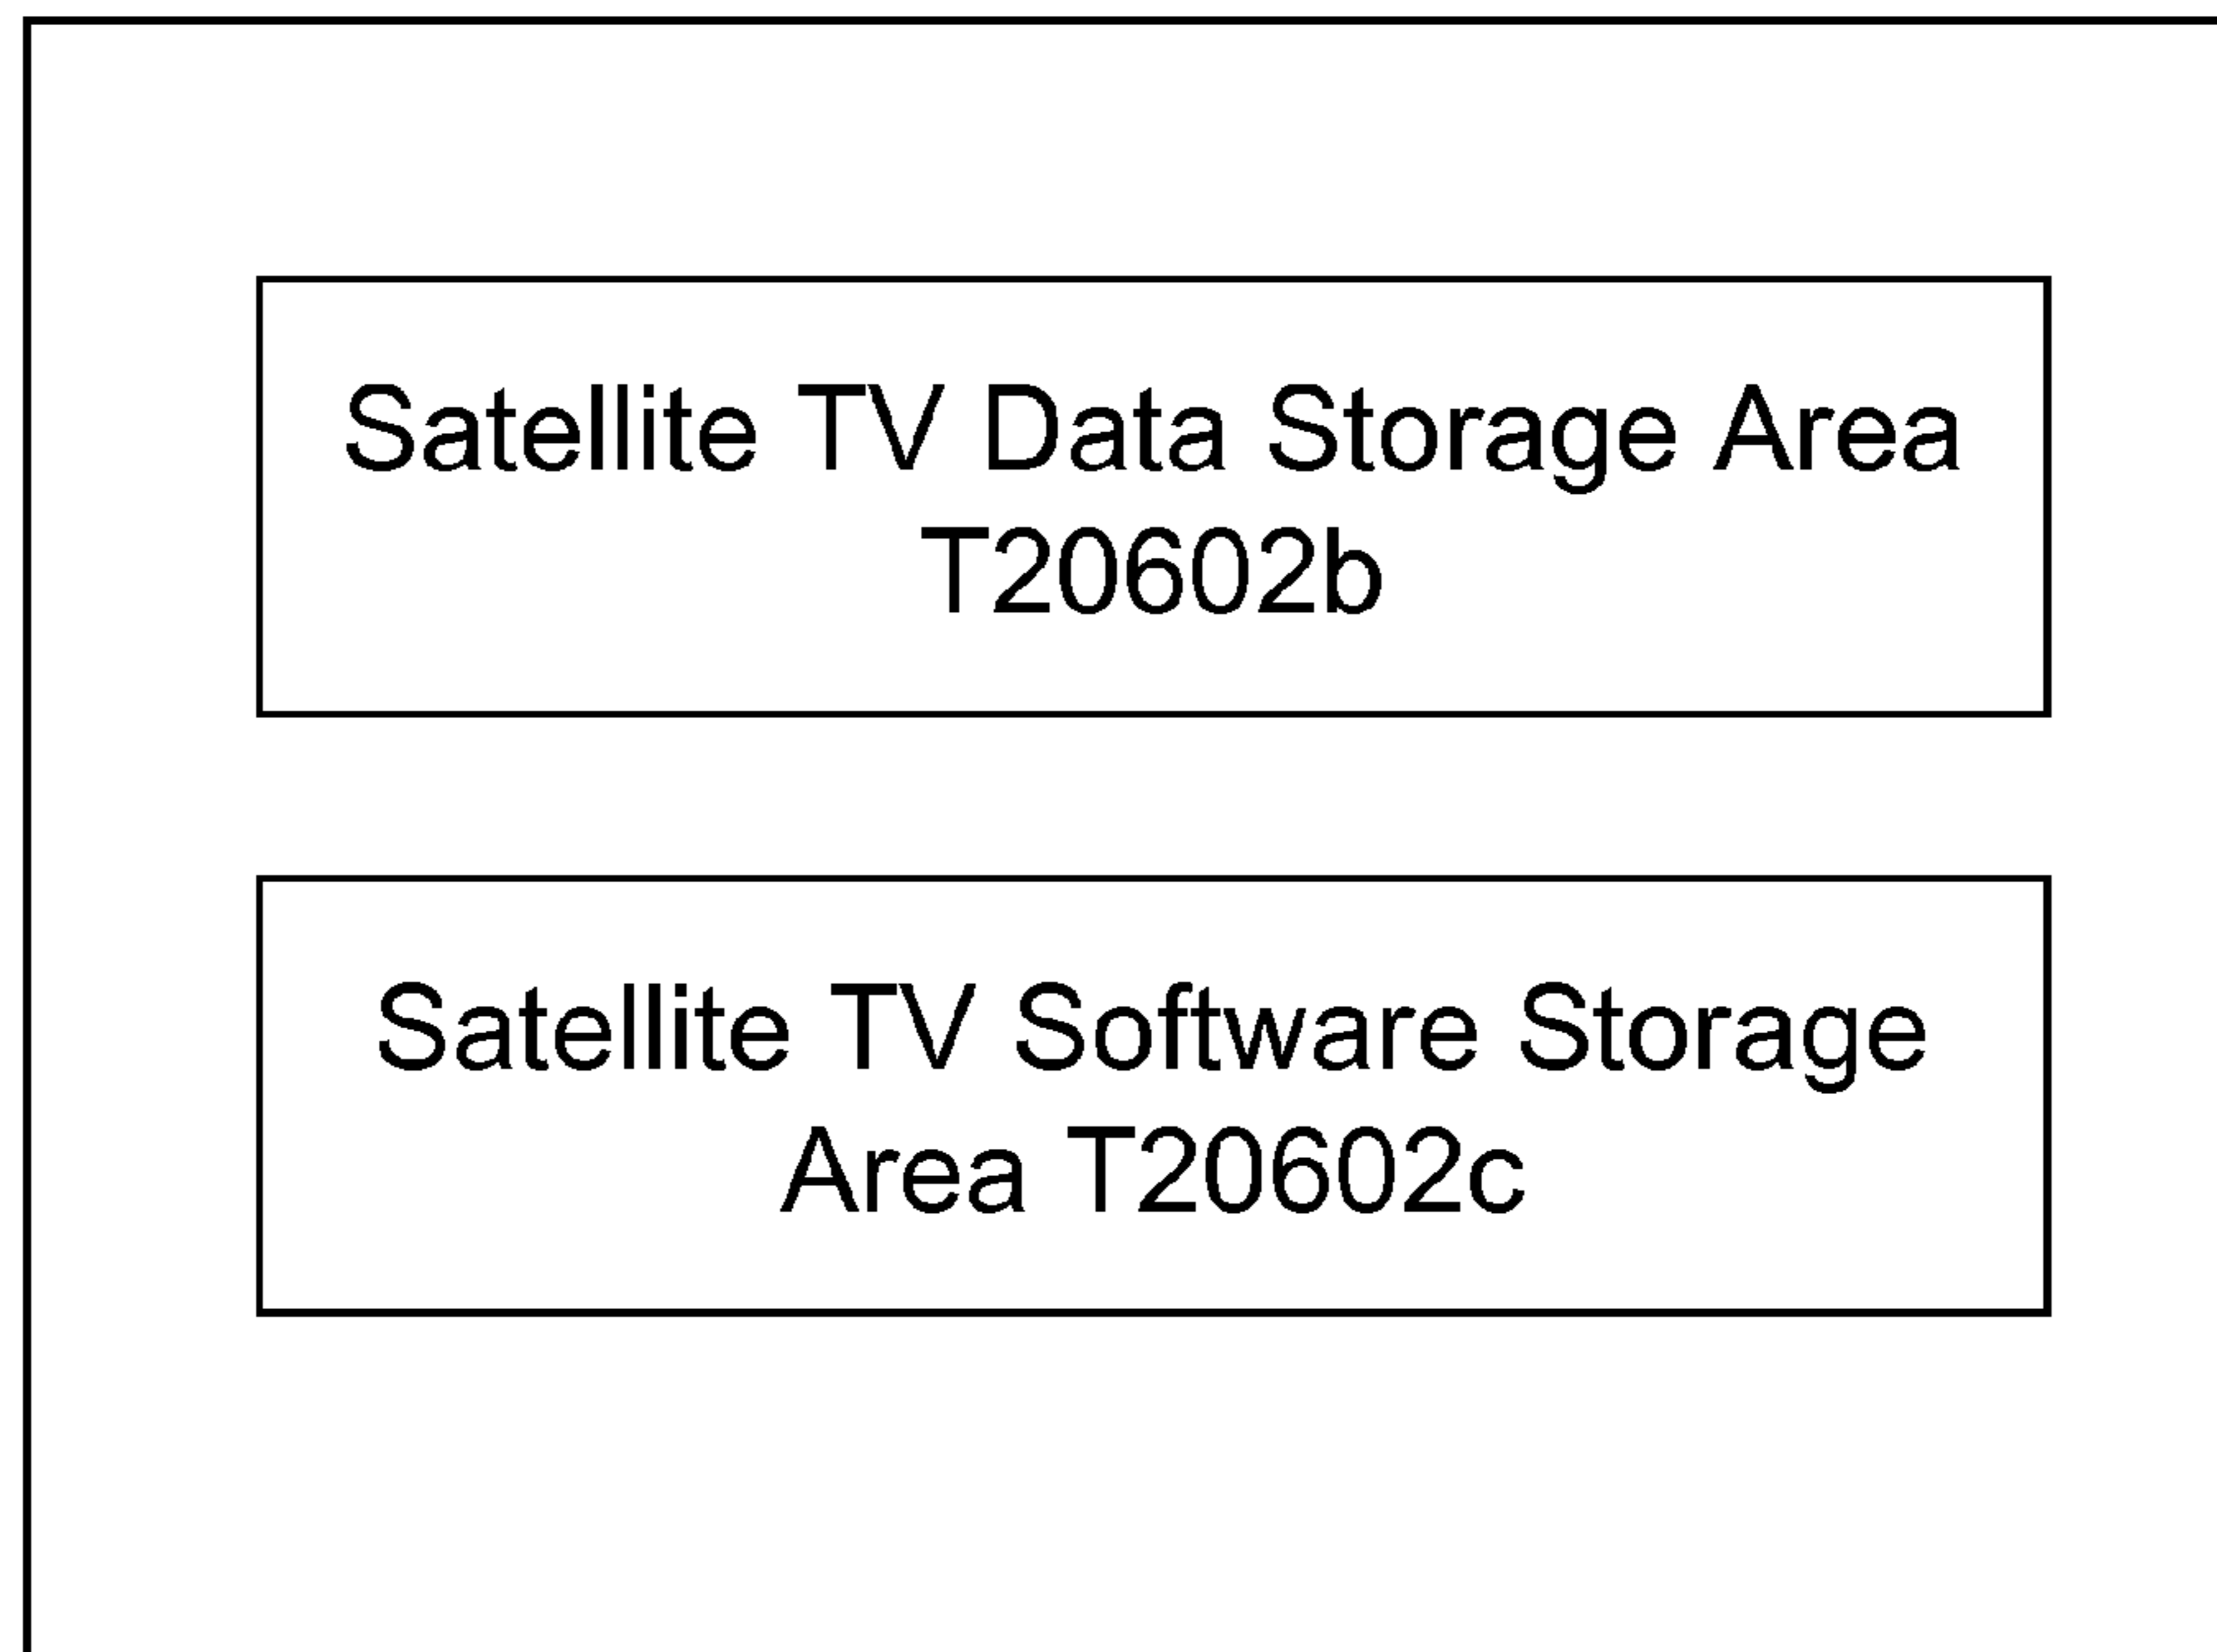 Satellite TV Data Storage Area
T20602b
Satellite TV Software Storage
Area T20602c